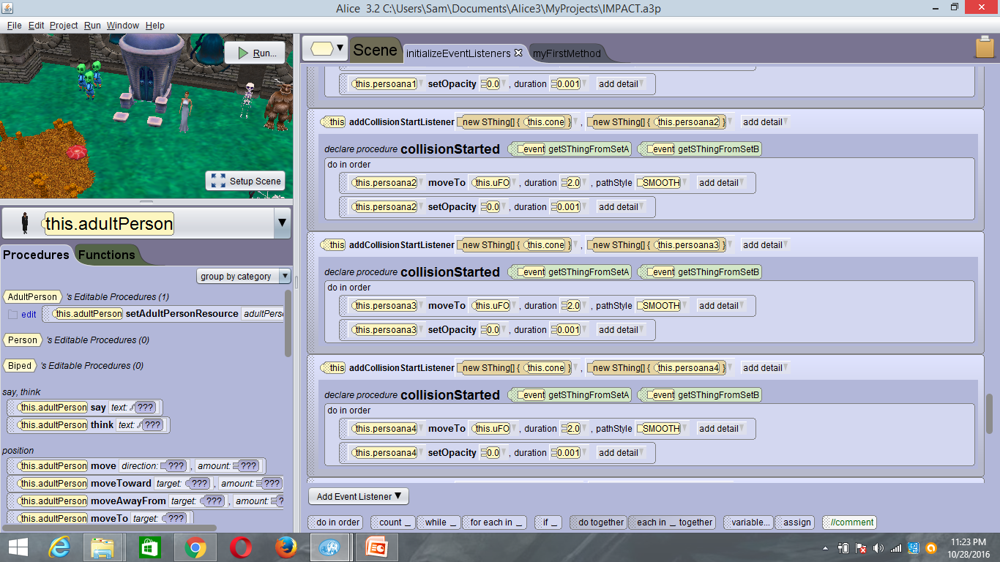 Alice 3.2 C:\Users\Sam\Documents\Alice3\MyProjects\IMPACT.a3p
File Edit Project Run Window Help
Run...
Setup Scene
this.adultPerson
Procedures Functions
group by category
AdultPerson 's Editable Procedures (1)
edit this.adultPerson setAdultPersonResource adultPers
Person 's Editable Procedures (0)
Biped 's Editable Procedures (0)
say, think
this.adultPerson say text: ???
this.adultPerson think text: ???
position
this.adultPerson move direction: ??? , amount: ???
this.adultPerson moveToward target: ??? , amount: ???
this.adultPerson moveAwayFrom target: ??? , amount: ?
this.adultPerson moveTo target: ???
Scene initializeEventListeners myFirstMethod
this.persoana1 setOpacity 0.0 , duration 0.001 add detail
this addCollisionStartListener new SThing[] { this.cone } , new SThing[] { this.persoana2 } add detail
declare procedure collisionStarted event getSThingFromSetA event getSThingFromSetB
do in order
this.persoana2 moveTo this.uFO , duration 2.0 , pathStyle SMOOTH add detail
this.persoana2 setOpacity 0.0 , duration 0.001 add detail
this addCollisionStartListener new SThing[] { this.cone } , new SThing[] { this.persoana3 } add detail
declare procedure collisionStarted event getSThingFromSetA event getSThingFromSetB
do in order
this.persoana3 moveTo this.uFO , duration 2.0 , pathStyle SMOOTH add detail
this.persoana3 setOpacity 0.0 , duration 0.001 add detail
this addCollisionStartListener new SThing[] { this.cone } , new SThing[] { this.persoana4 } add detail
declare procedure collisionStarted event getSThingFromSetA event getSThingFromSetB
do in order
this.persoana4 moveTo this.uFO , duration 2.0 , pathStyle SMOOTH add detail
this.persoana4 setOpacity 0.0 , duration 0.001 add detail
Add Event Listener
do in order count _ while _ for each in _ if _ do together each in _ together variable... assign //comment
11:23 PM
10/28/2016